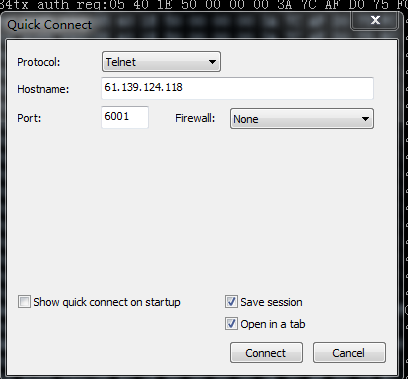 34tx auth req:05 40 1E 50 00 00 00 3A 7C AF D0 75 F0
Quick Connect
Protocol: Telnet
Hostname: 61.139.124.118
Port: 6001 Firewall: None
Show quick connect on startup Save session
Open in a tab
Connect Cancel